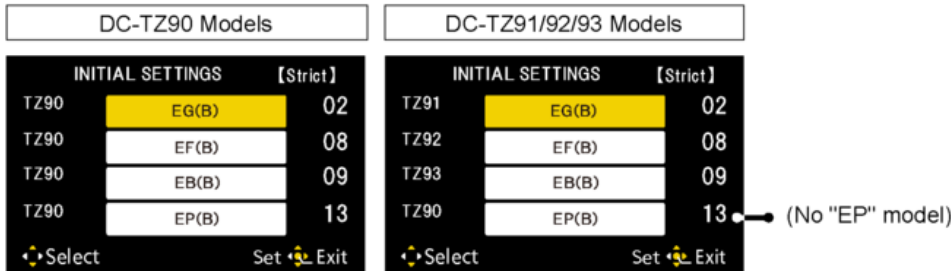 DC-TZ90 Models
INITIAL SETTINGS 【Strict】
TZ90 EG(B) 02
TZ90 EF(B) 08
TZ90 EB(B) 09
TZ90 EP(B) 13
Select Set Exit
DC-TZ91/92/93 Models
INITIAL SETTINGS 【Strict】
TZ91 EG(B) 02
TZ92 EF(B) 08
TZ93 EB(B) 09
TZ90 EP(B) 13 (No "EP" model)
Select Set Exit